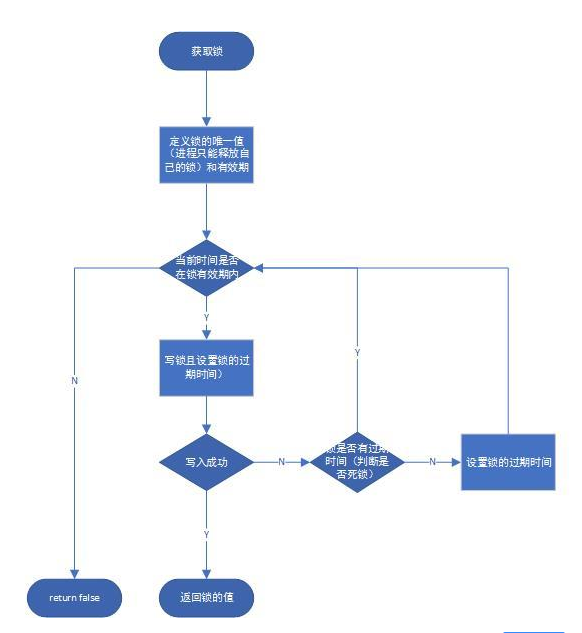 获取锁
定义锁的唯一值
（进程只能释放自
己的锁）和有效期
当前时间是否
在锁有效期内
Y
写锁且设置锁的过
期时间）
N
Y
锁是否有过期
时间（判断是
否死锁）
写入成功
N
N
设置锁的过期时间
Y
return false
返回锁的值